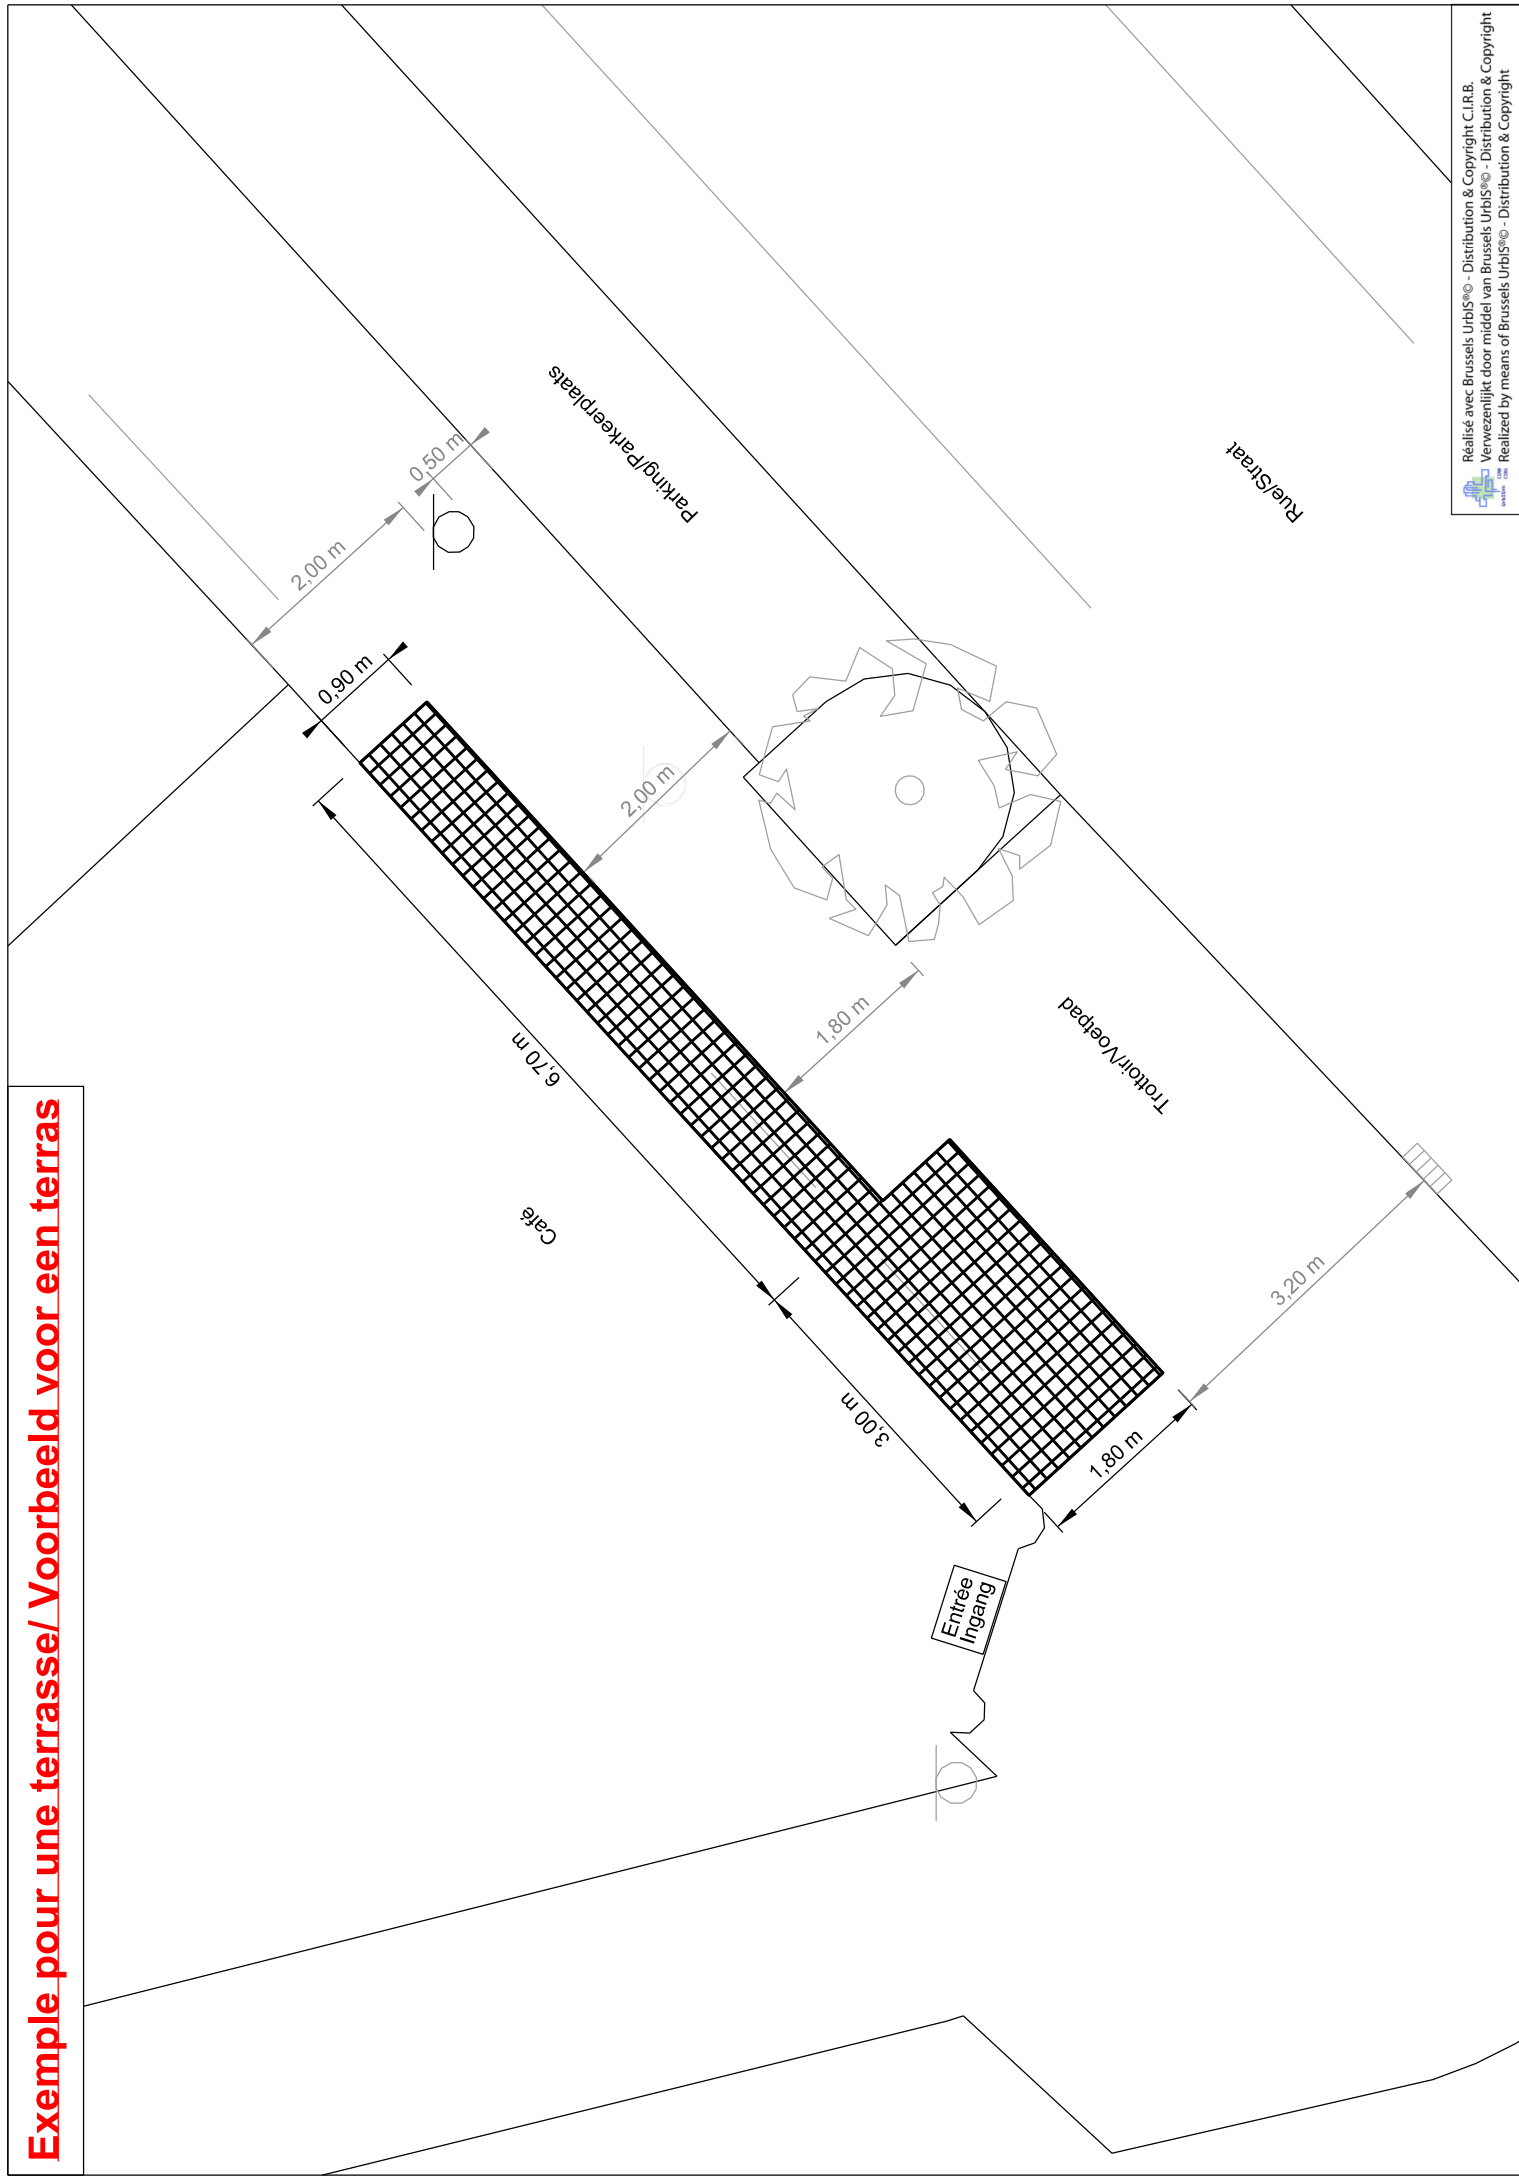 Exemple pour une terrasse/ Voorbeeld voor een terras
0,50 m
2,00 m
0,90 m
Parking/Parkeerplaats
2,00 m
Rue/Straat
6,70 m
1,80 m
Trottoir/Voetpad
Café
3,00 m
3,20 m
1,80 m
Entrée
Ingang
Réalisé avec Brussels UrbIS®© - Distribution & Copyright C.I.R.B.
Verwezenlijkt door middel van Brussels UrbIS®© - Distribution & Copyright
Realized by means of Brussels UrbIS®© - Distribution & Copyright